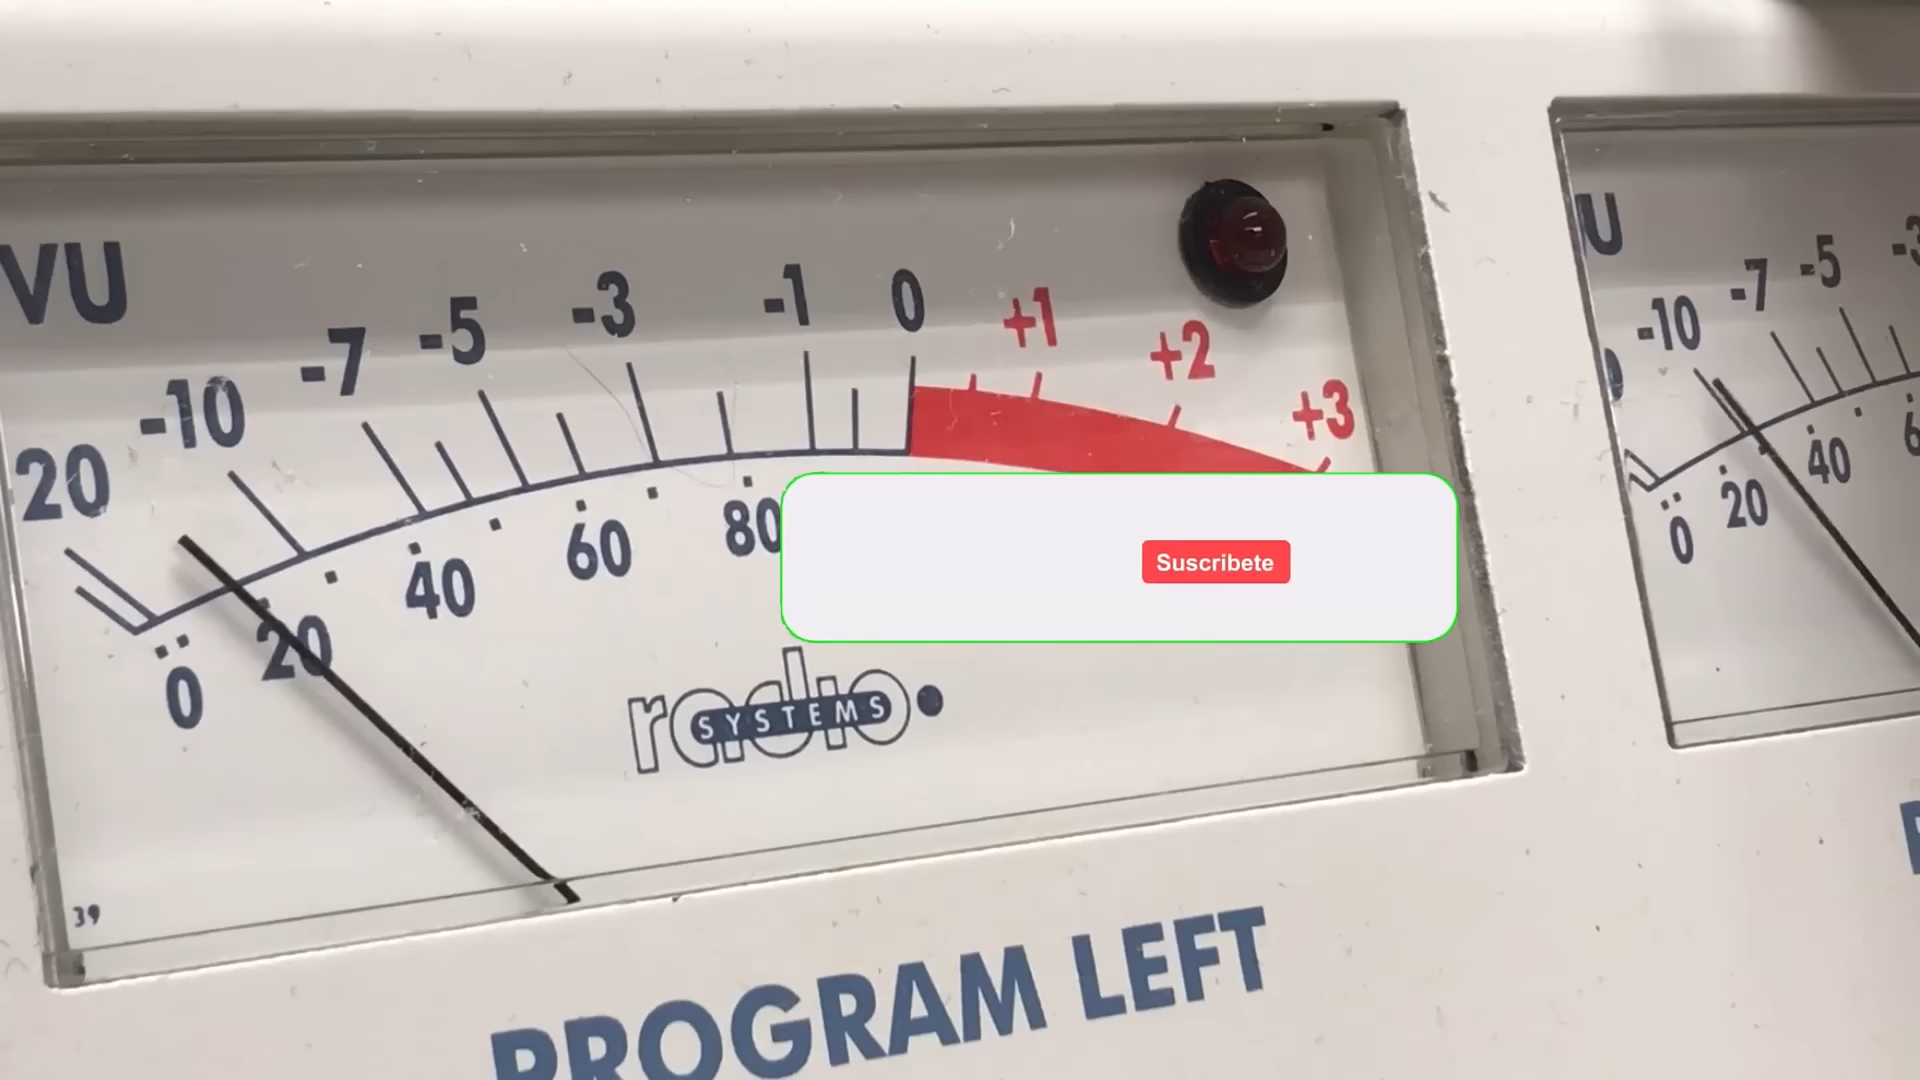 VU
20 -10 -7 -5 -3 -1 0 +1 +2 +3
0 20 40 60 80
Suscribete
radio
SYSTEMS
39
PROGRAM LEFT
-10 -7 -5
0 20 40